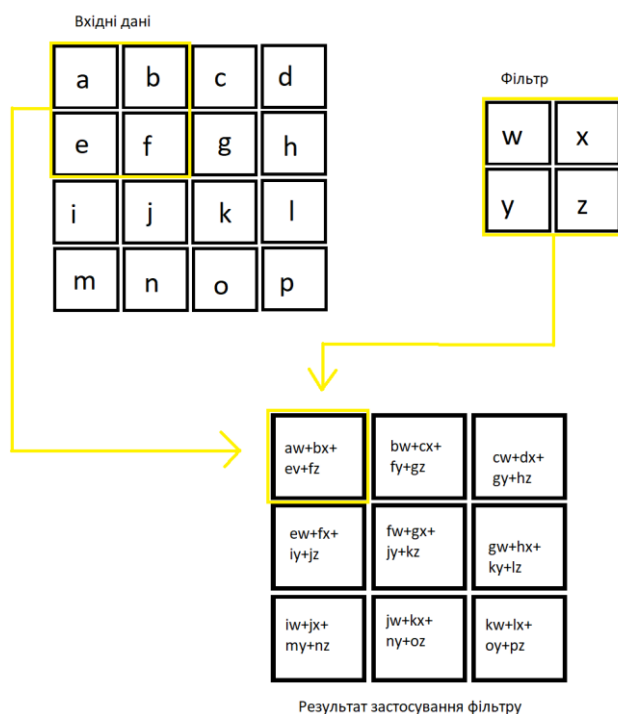 Вхідні дані
a b c d
e f g h
i j k l
m n o p
Фільтр
w x
y z
aw+bx+
ev+fz
bw+cx+
fy+gz
cw+dx+
gy+hz
ew+fx+
iy+jz
fw+gx+
jy+kz
gw+hx+
ky+lz
iw+jx+
my+nz
jw+kx+
ny+oz
kw+lx+
oy+pz
Результат застосування фільтру